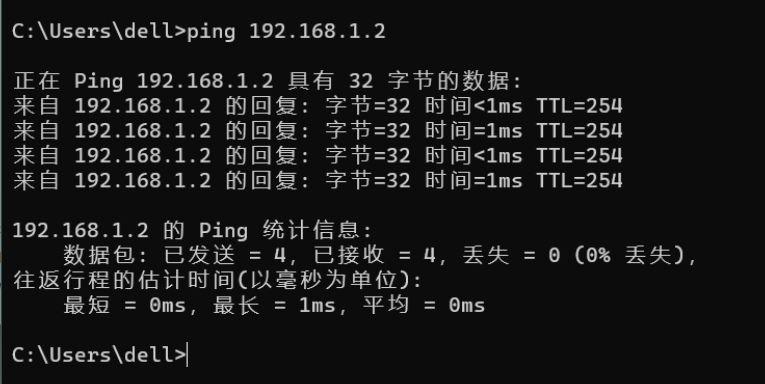 C:\Users\dell>ping 192.168.1.2
正在 Ping 192.168.1.2 具有 32 字节的数据:
来自 192.168.1.2 的回复: 字节=32 时间<1ms TTL=254
来自 192.168.1.2 的回复: 字节=32 时间=1ms TTL=254
来自 192.168.1.2 的回复: 字节=32 时间<1ms TTL=254
来自 192.168.1.2 的回复: 字节=32 时间=1ms TTL=254
192.168.1.2 的 Ping 统计信息:
    数据包: 已发送 = 4，已接收 = 4，丢失 = 0 (0% 丢失)，
往返行程的估计时间(以毫秒为单位):
    最短 = 0ms，最长 = 1ms，平均 = 0ms
C:\Users\dell>